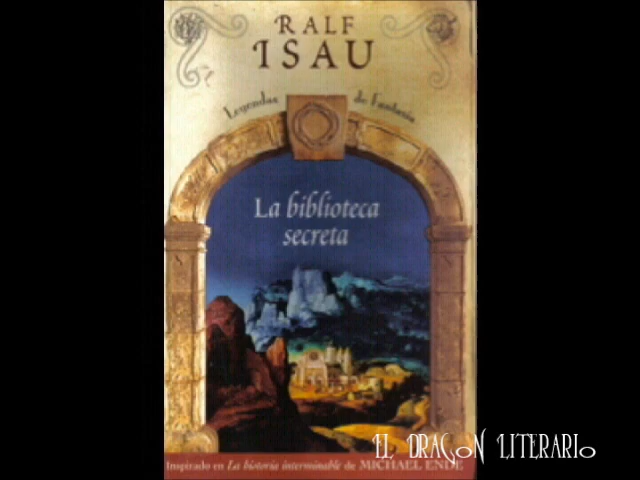 RALF
ISAU
Leyendas de Fantasía
La biblioteca
secreta
EL DRAGON LITERARIO
Inspirado en La historia interminable de MICHAEL ENDE